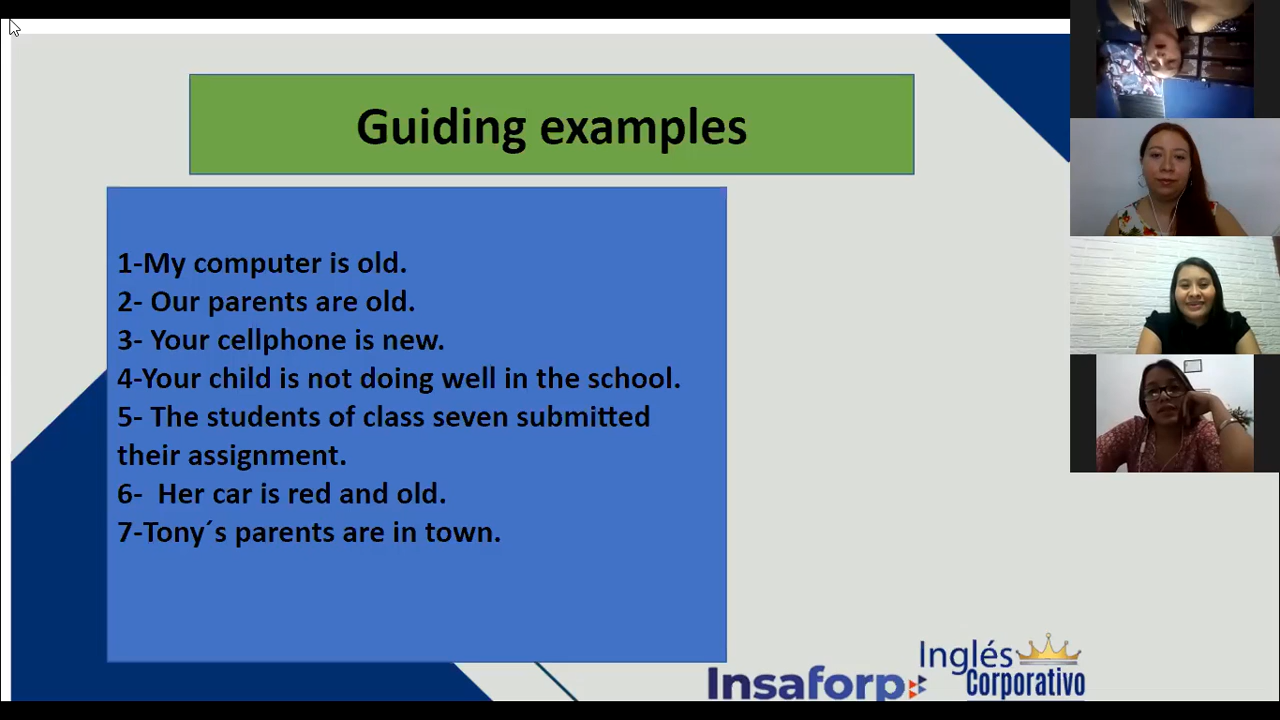 Guiding examples
1-My computer is old.
2- Our parents are old.
3- Your cellphone is new.
4-Your child is not doing well in the school.
5- The students of class seven submitted
their assignment.
6-  Her car is red and old.
7-Tony´s parents are in town.
Inglés
Corporativo
Insaforp